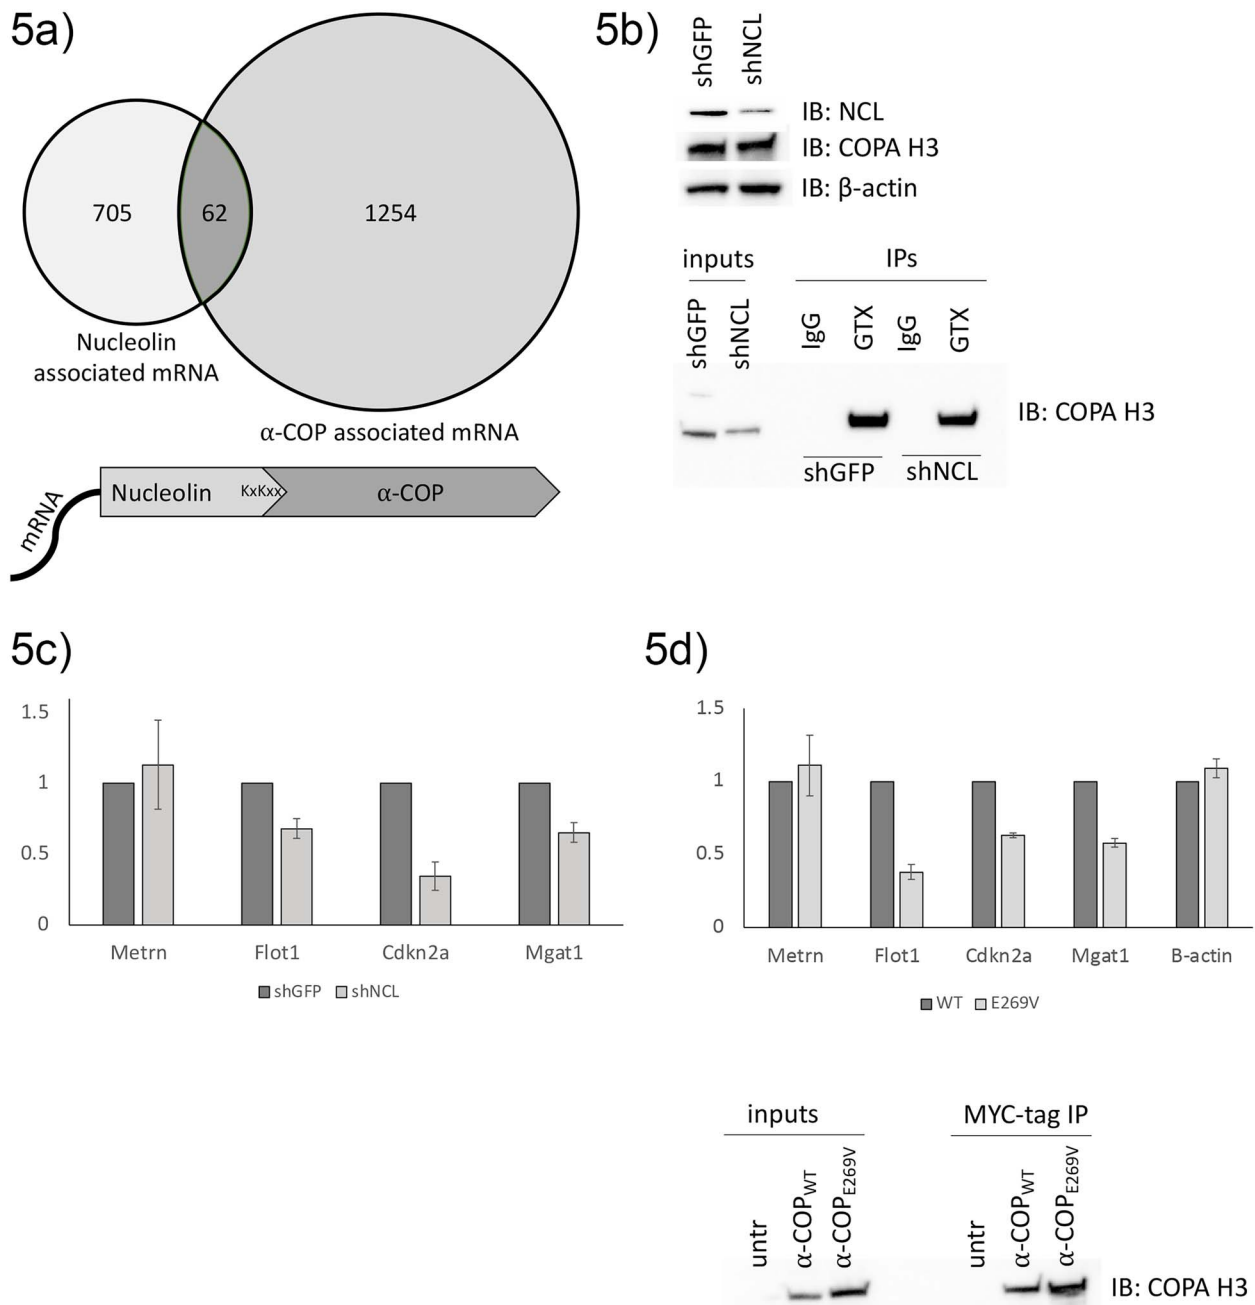 5a)
705
62
1254
Nucleolin
associated mRNA
α-COP associated mRNA
mRNA
Nucleolin
KxKxx
α-COP
5b)
shGFP
shNCL
IB: NCL
IB: COPA H3
IB: β-actin
inputs
IPs
shGFP
shNCL
IgG
GTX
IgG
GTX
IB: COPA H3
shGFP
shNCL
5c)
1.5
1
0.5
0
Metrn
Flot1
Cdkn2a
Mgat1
shGFP
shNCL
5d)
1.5
1
0.5
0
Metrn
Flot1
Cdkn2a
Mgat1
B-actin
WT
E269V
inputs
MYC-tag IP
untr
α-COPWT
α-COPE269V
untr
α-COPWT
α-COPE269V
IB: COPA H3